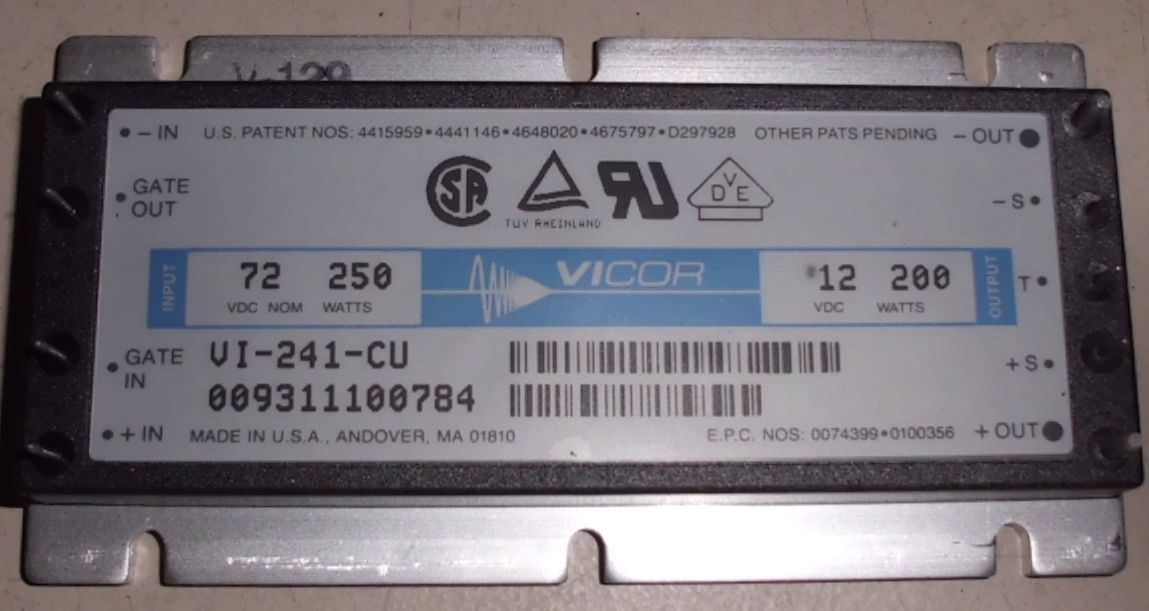 V-129
− IN U.S. PATENT NOS: 4415959•4441146•4648020•4675797•D297928 OTHER PATS PENDING − OUT
GATE OUT
SA
TUV RHEINLAND
RU
D V E
− S
INPUT
72 250
VDC NOM WATTS
VICOR
12 200
VDC WATTS
OUTPUT
T
GATE IN
VI-241-CU
+ S
009311100784
+ IN MADE IN U.S.A., ANDOVER, MA 01810 E.P.C. NOS: 0074399•0100356 + OUT